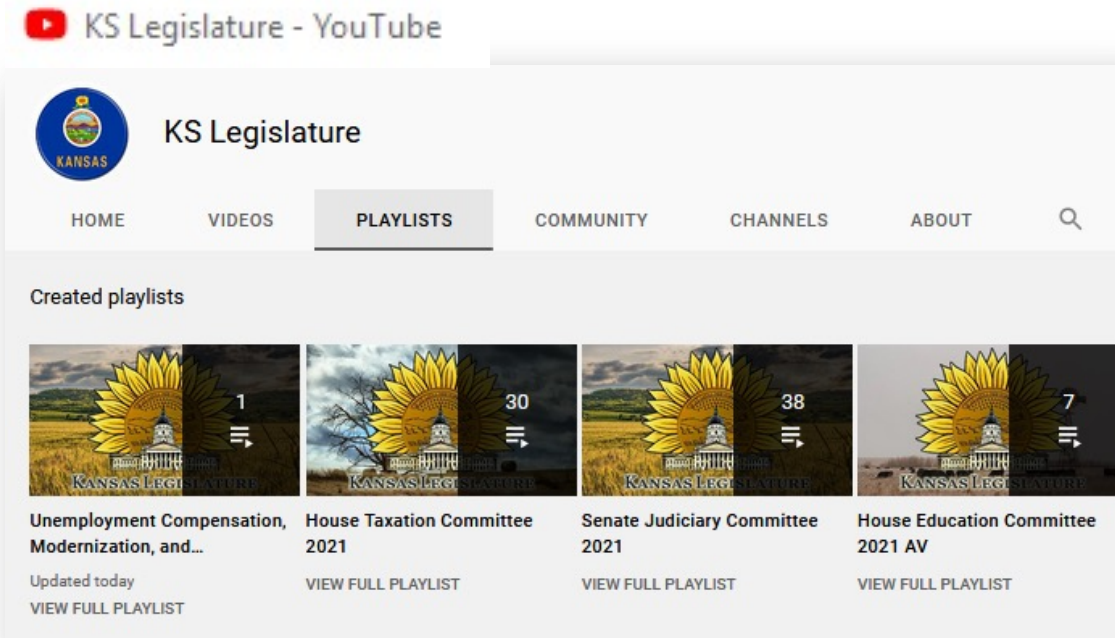 KS Legislature - YouTube
KANSAS
KS Legislature
HOME VIDEOS PLAYLISTS COMMUNITY CHANNELS ABOUT
Created playlists
1 30 38 7
KANSAS LEGISLATURE KANSAS LEGISLATURE KANSAS LEGISLATURE KANSAS LEGISLATURE
Unemployment Compensation, House Taxation Committee Senate Judiciary Committee House Education Committee
Modernization, and... 2021 2021 2021 AV
Updated today VIEW FULL PLAYLIST VIEW FULL PLAYLIST VIEW FULL PLAYLIST
VIEW FULL PLAYLIST